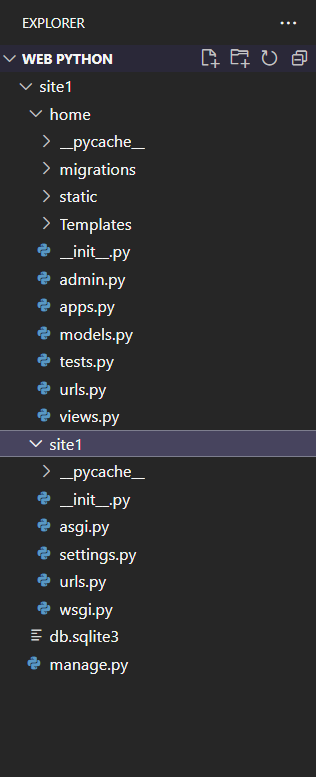 EXPLORER
WEB PYTHON
site1
home
__pycache__
migrations
static
Templates
__init__.py
admin.py
apps.py
models.py
tests.py
urls.py
views.py
site1
__pycache__
__init__.py
asgi.py
settings.py
urls.py
wsgi.py
db.sqlite3
manage.py